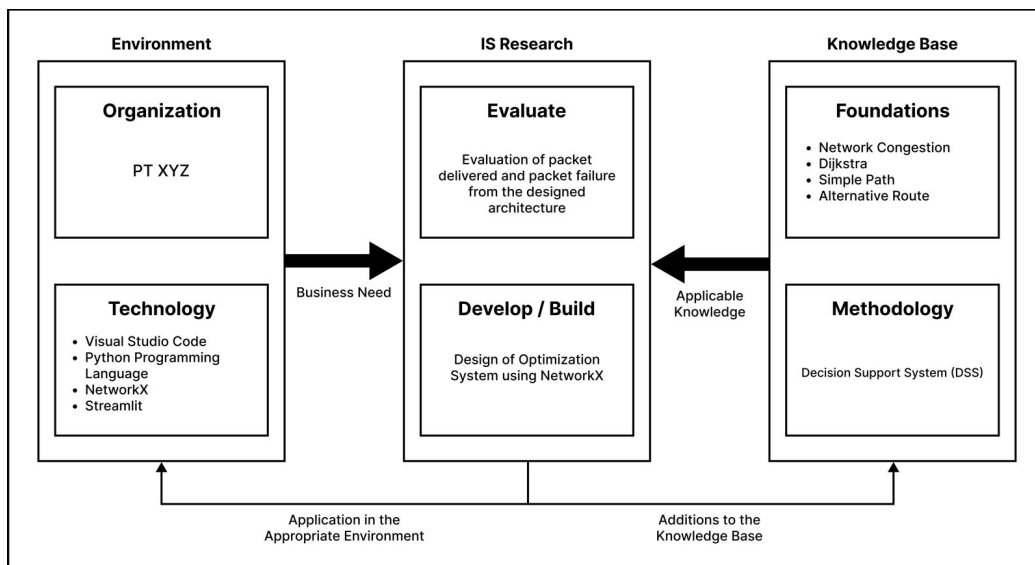 Environment
Organization
PT XYZ
Technology
• Visual Studio Code
• Python Programming
Language
• NetworkX
• Streamlit
Business Need
IS Research
Evaluate
Evaluation of packet
delivered and packet failure
from the designed
architecture
Develop / Build
Design of Optimization
System using NetworkX
Applicable
Knowledge
Knowledge Base
Foundations
• Network Congestion
• Dijkstra
• Simple Path
• Alternative Route
Methodology
Decision Support System (DSS)
Application in the
Appropriate Environment
Additions to the
Knowledge Base